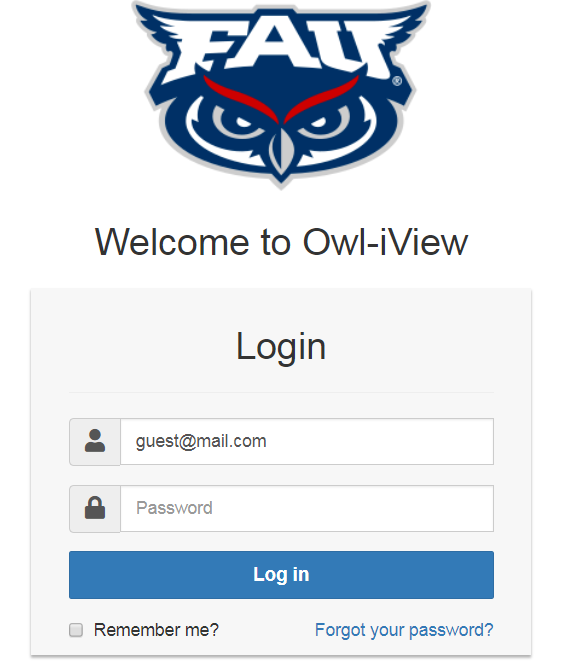 FAU
®
Welcome to Owl-iView
Login
guest@mail.com
Password
Log in
Remember me?
Forgot your password?